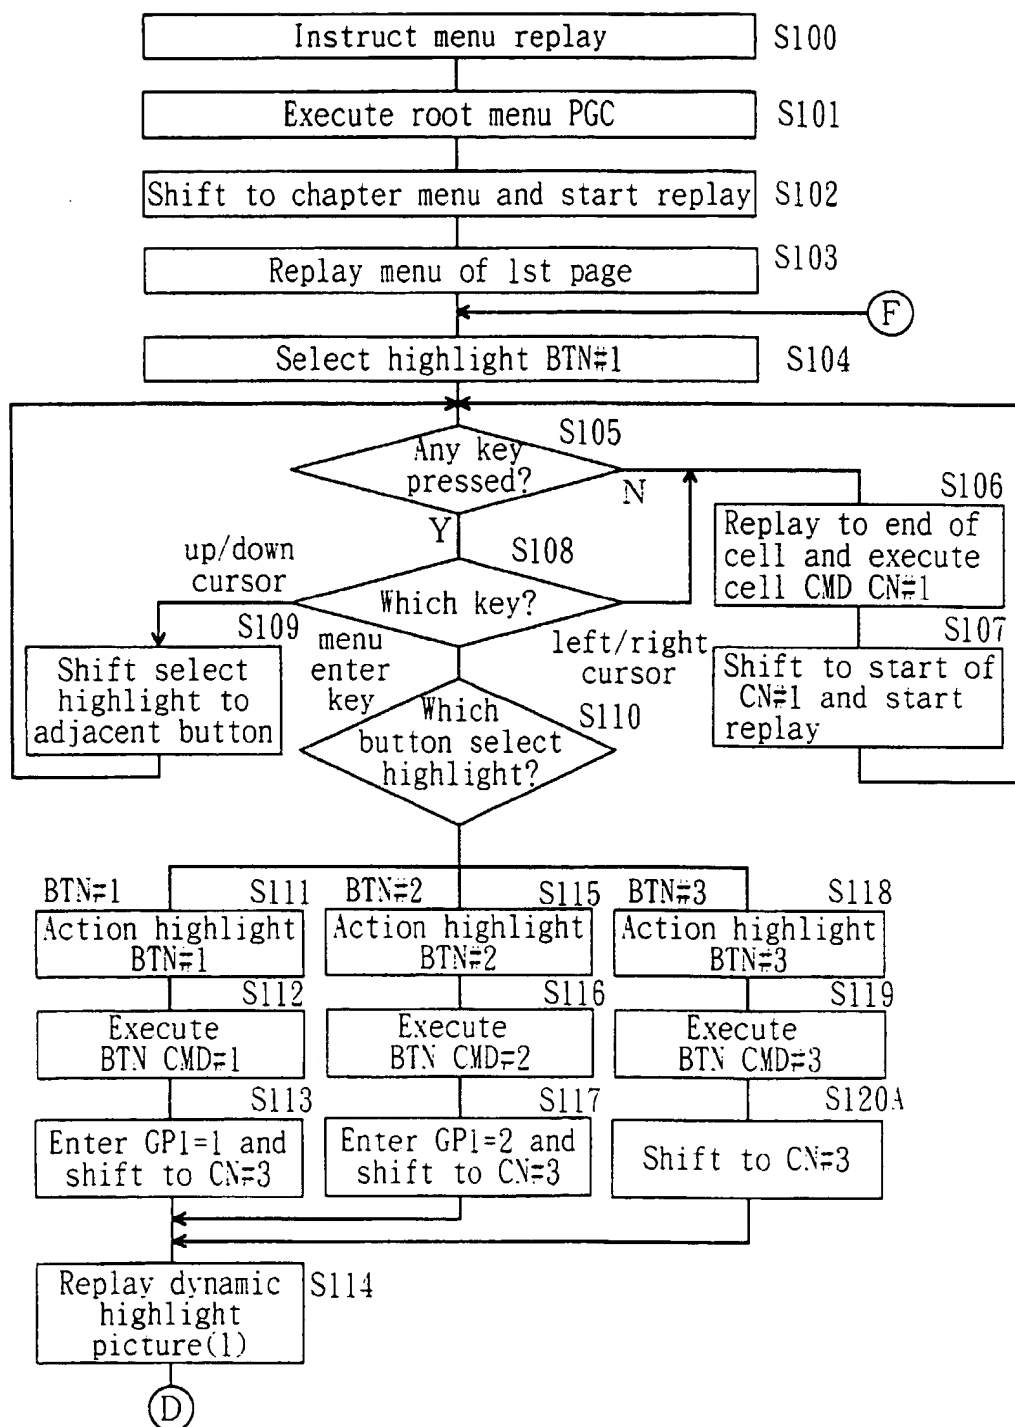 Instruct menu replay
S100
Execute root menu PGC
S101
Shift to chapter menu and start replay
S102
Replay menu of 1st page
S103
F
Select highlight BTN#1
S104
S105
Any key
pressed?
N
Y
S106
Replay to end of
cell and execute
cell CMD CN#1
up/down
cursor
S108
Which key?
S109
menu
enter
key
left/right
cursor
S107
Shift select
highlight to
adjacent button
Shift to start of
CN#1 and start
replay
S110
Which
button select
highlight?
BTN#1
S111
Action highlight
BTN#1
S112
Execute
BTN CMD#1
S113
Enter GP1=1 and
shift to CN#3
BTN#2
S115
Action highlight
BTN#2
S116
Execute
BTN CMD#2
S117
Enter GP1=2 and
shift to CN#3
BTN#3
S118
Action highlight
BTN#3
S119
Execute
BTN CMD#3
S120A
Shift to CN#3
Replay dynamic
highlight
picture(1)
S114
D